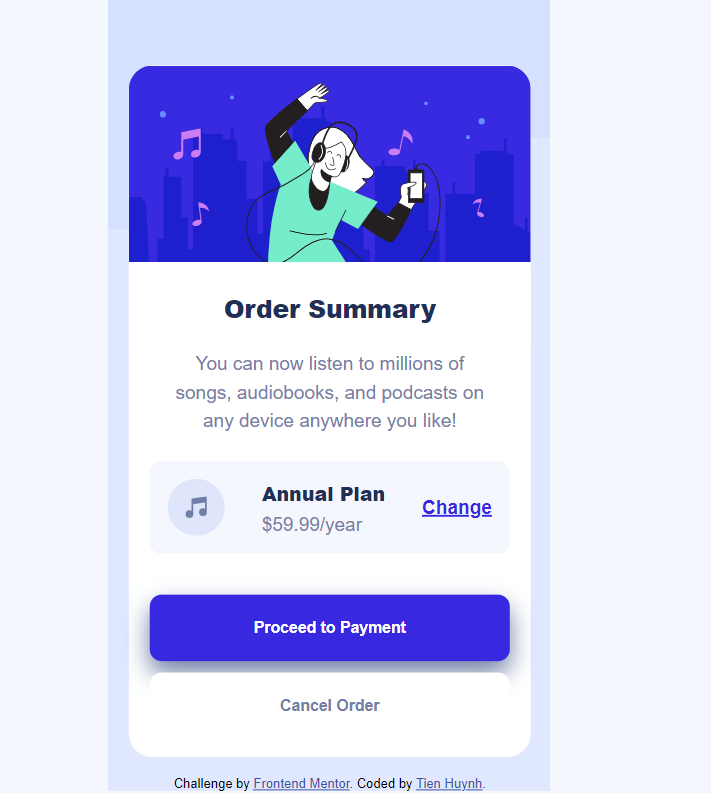 Order Summary
You can now listen to millions of
songs, audiobooks, and podcasts on
any device anywhere you like!
Annual Plan
$59.99/year
Change
Proceed to Payment
Cancel Order
Challenge by Frontend Mentor. Coded by Tien Huynh.